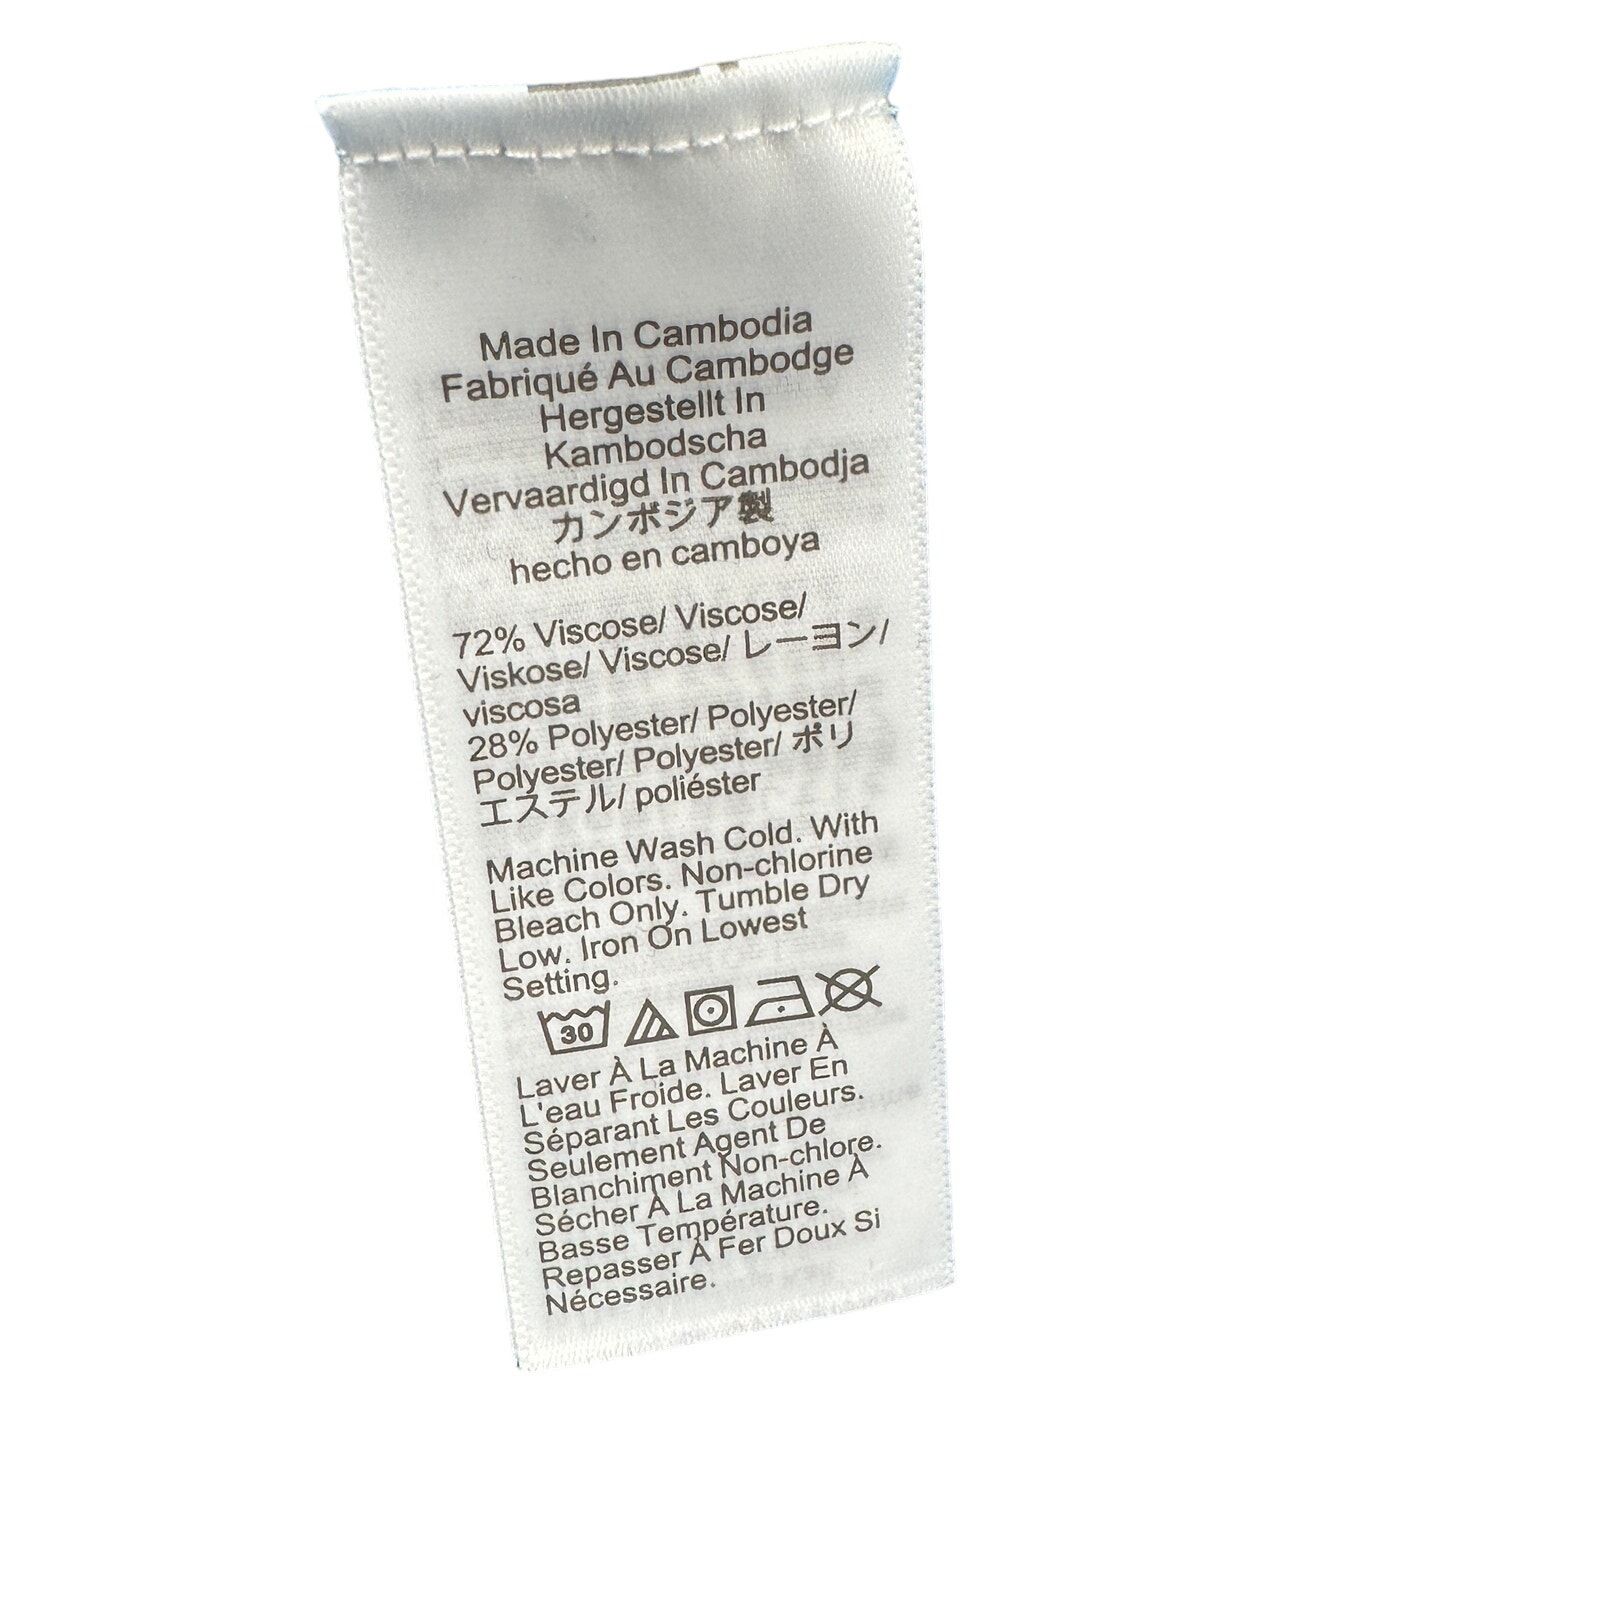 Made In Cambodia
Fabriqué Au Cambodge
Hergestellt In
Kambodscha
Vervaardigd In Cambodja
カンボジア製
hecho en camboya
72% Viscose/ Viscose/
Viskose/ Viscose/ レーヨン/
viscosa
28% Polyester/ Polyester/
Polyester/ Polyester/ ポリ
エステル/ poliéster
Machine Wash Cold. With
Like Colors. Non-chlorine
Bleach Only. Tumble Dry
Low. Iron On Lowest
Setting.
30
Laver À La Machine À
L'eau Froide. Laver En
Séparant Les Couleurs.
Seulement Agent De
Blanchiment Non-chlore.
Sécher À La Machine À
Basse Température.
Repasser À Fer Doux Si
Nécessaire.